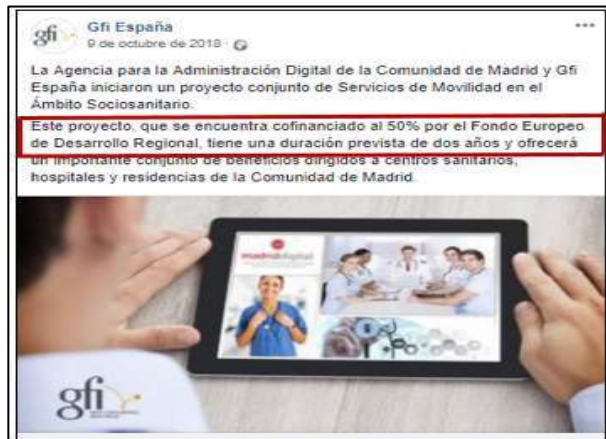 gfi
Gfi España
9 de octubre de 2018 ·
La Agencia para la Administración Digital de la Comunidad de Madrid y Gfi
España iniciaron un proyecto conjunto de Servicios de Movilidad en el
Ámbito Sociosanitario.
Este proyecto, que se encuentra cofinanciado al 50% por el Fondo Europeo
de Desarrollo Regional, tiene una duración prevista de dos años y ofrecerá
un importante conjunto de beneficios dirigidos a centros sanitarios,
hospitales y residencias de la Comunidad de Madrid.
madriddigital
gfi